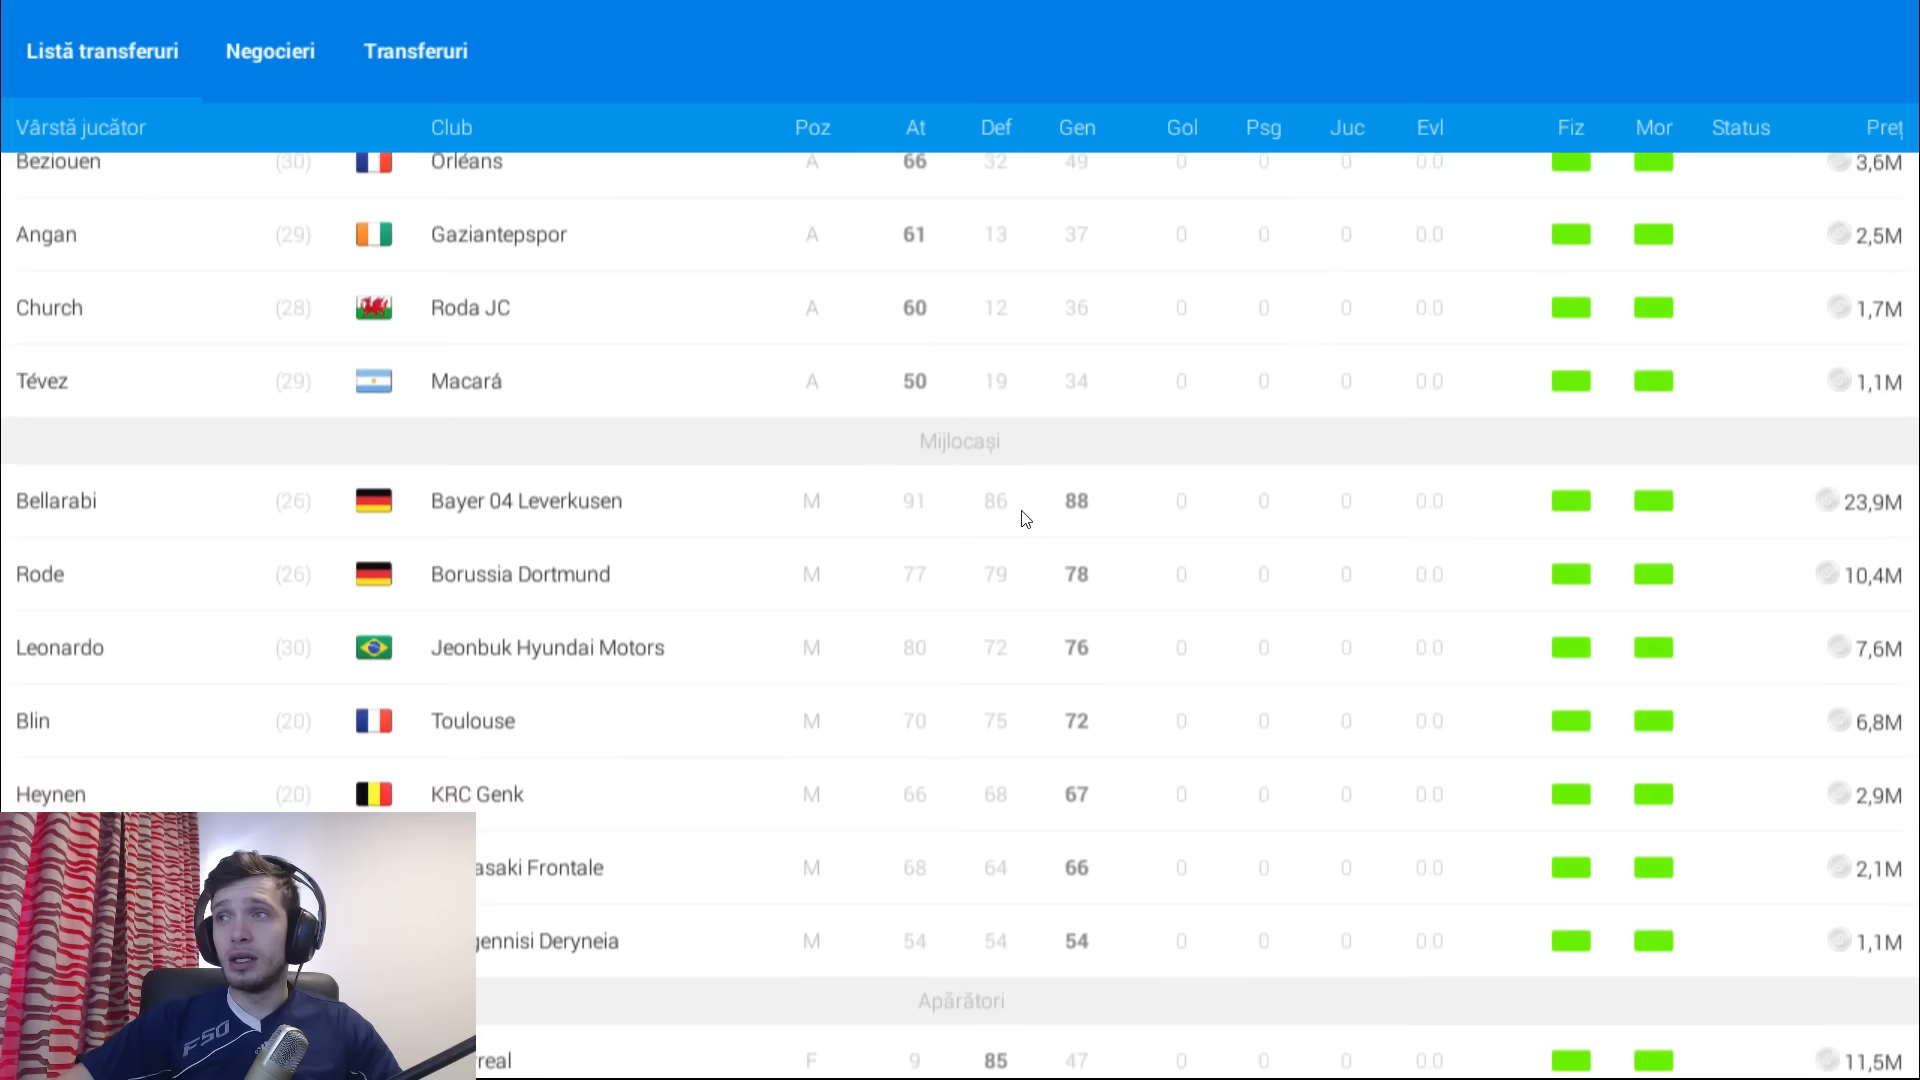 Listă transferuri Negocieri Transferuri
Vârstă jucător Club Poz At Def Gen Gol Psg Juc Evl Fiz Mor Status Preț
Beziouen (30) Orléans A 66 32 49 0 0 0 0.0 3,6M
Angan (29) Gaziantepspor A 61 13 37 0 0 0 0.0 2,5M
Church (28) Roda JC A 60 12 36 0 0 0 0.0 1,7M
Tévez (29) Macará A 50 19 34 0 0 0 0.0 1,1M
Mijlocași
Bellarabi (26) Bayer 04 Leverkusen M 91 86 88 0 0 0 0.0 23,9M
Rode (26) Borussia Dortmund M 77 79 78 0 0 0 0.0 10,4M
Leonardo (30) Jeonbuk Hyundai Motors M 80 72 76 0 0 0 0.0 7,6M
Blin (20) Toulouse M 70 75 72 0 0 0 0.0 6,8M
Heynen (20) KRC Genk M 66 68 67 0 0 0 0.0 2,9M
asaki Frontale M 68 64 66 0 0 0 0.0 2,1M
gennisi Deryneia M 54 54 54 0 0 0 0.0 1,1M
Apărători
real F 9 85 47 0 0 0 0.0 11,5M
F50